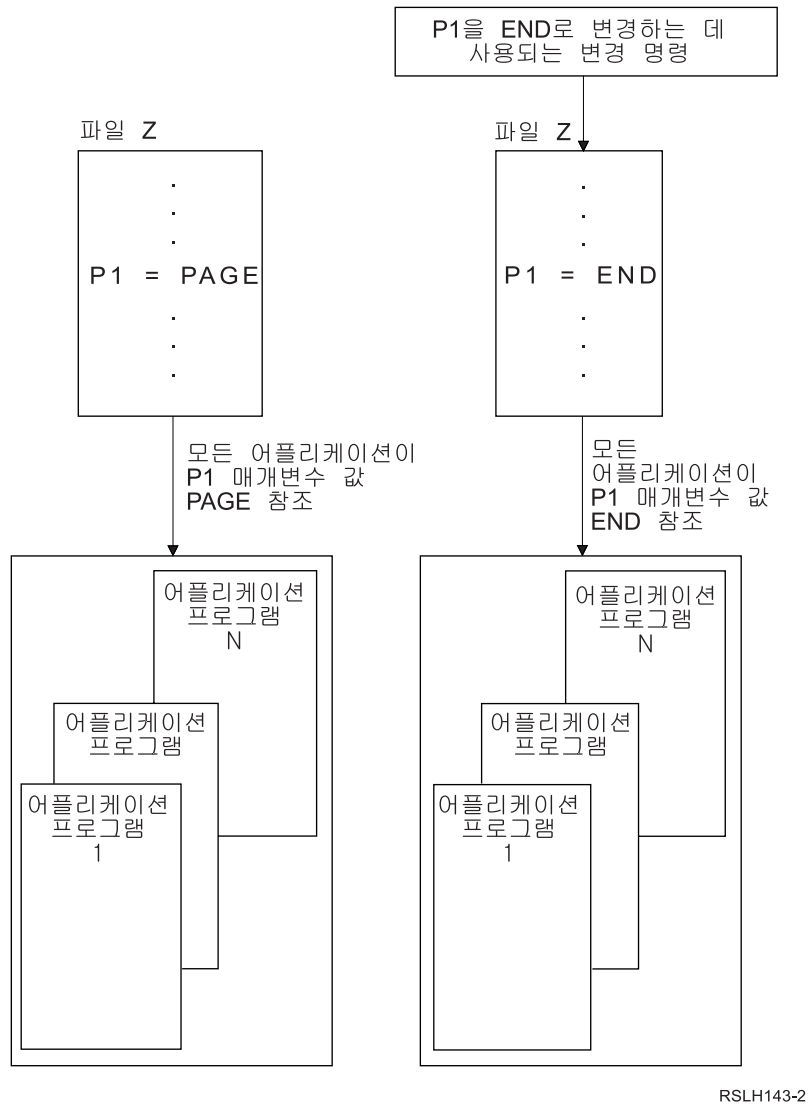 P1을 END로 변경하는 데
사용되는 변경 명령
파일 Z
.
.
.
P1 = PAGE
.
.
.
모든 어플리케이션이
P1 매개변수 값
PAGE 참조
어플리케이션
프로그램
N
어플리케이션
프로그램
어플리케이션
프로그램
1
파일 Z
.
.
.
P1 = END
.
.
.
모든
어플리케이션이
P1 매개변수 값
END 참조
어플리케이션
프로그램
N
어플리케이션
프로그램
어플리케이션
프로그램
1
RSLH143-2